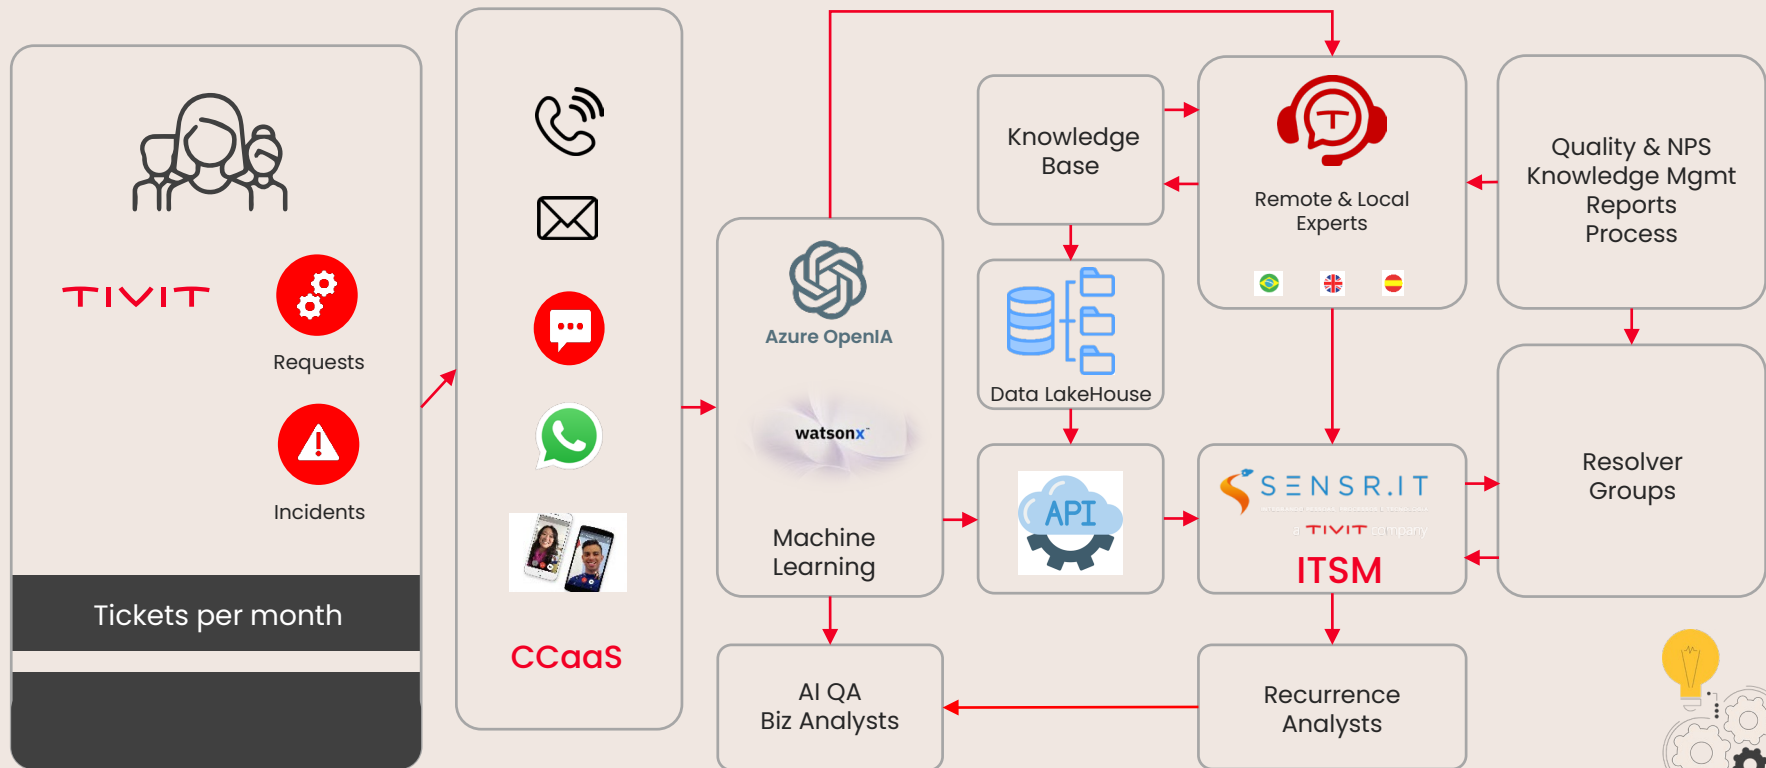 TIVIT
Requests
Incidents
Tickets per month
CCaaS
Azure OpenIA
watsonx
Machine
Learning
AI QA
Biz Analysts
Knowledge
Base
Data LakeHouse
API
Remote & Local
Experts
SENSR.IT
a TIVIT company
ITSM
Recurrence
Analysts
Quality & NPS
Knowledge Mgmt
Reports
Process
Resolver
Groups